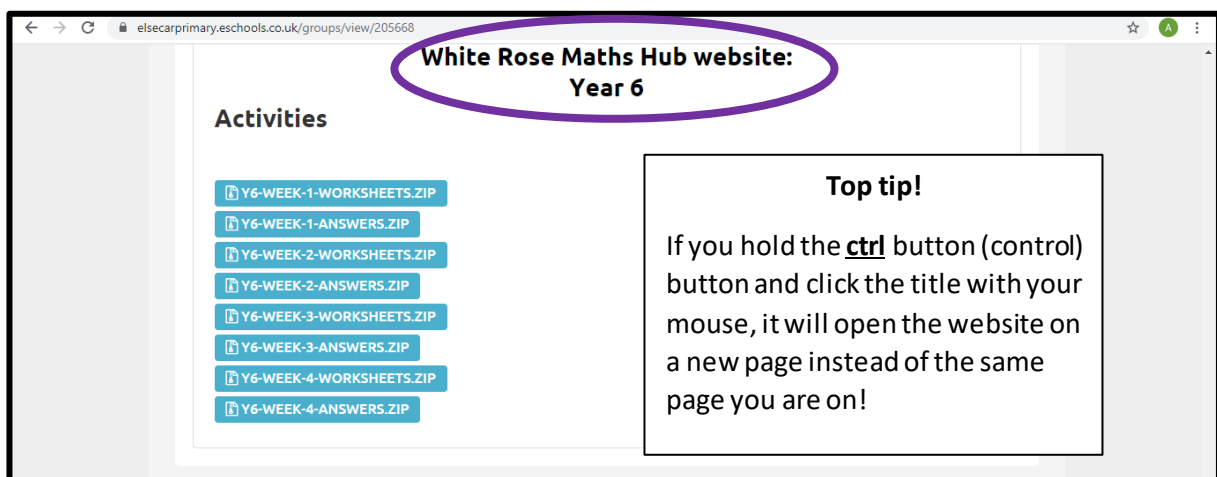 elsecarprimary.eschools.co.uk/groups/view/205668
A
White Rose Maths Hub website:
Year 6
Activities
Y6-WEEK-1-WORKSHEETS.ZIP
Y6-WEEK-1-ANSWERS.ZIP
Y6-WEEK-2-WORKSHEETS.ZIP
Y6-WEEK-2-ANSWERS.ZIP
Y6-WEEK-3-WORKSHEETS.ZIP
Y6-WEEK-3-ANSWERS.ZIP
Y6-WEEK-4-WORKSHEETS.ZIP
Y6-WEEK-4-ANSWERS.ZIP
Top tip!
If you hold the ctrl button (control)
button and click the title with your
mouse, it will open the website on
a new page instead of the same
page you are on!